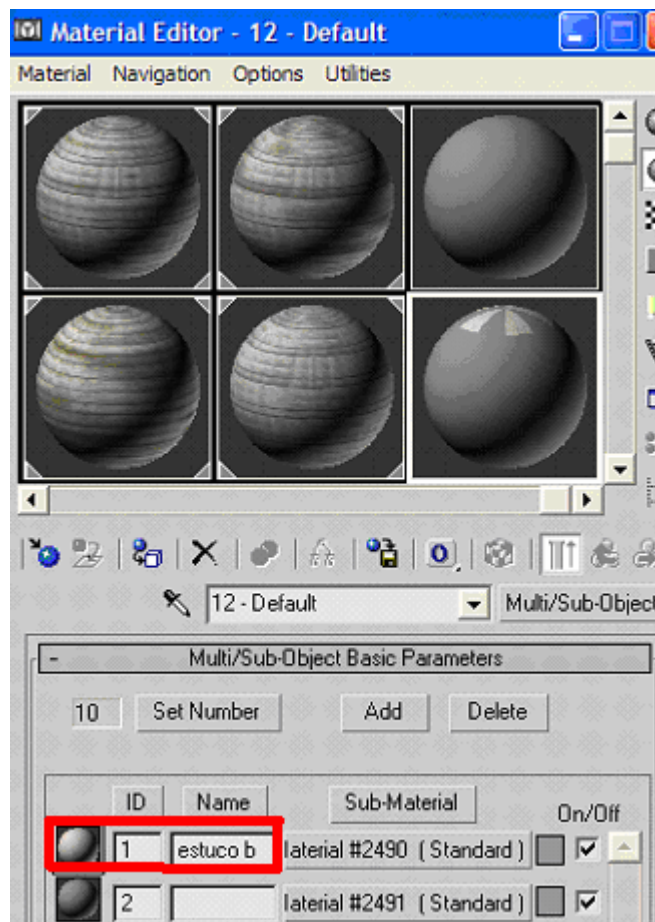 Material Editor - 12 - Default
Material Navigation Options Utilities
12 - Default Multi/Sub-Object
- Multi/Sub-Object Basic Parameters
10 Set Number Add Delete
ID Name Sub-Material On/Off
1 estuco b laterial #2490 ( Standard )
2 laterial #2491 ( Standard )